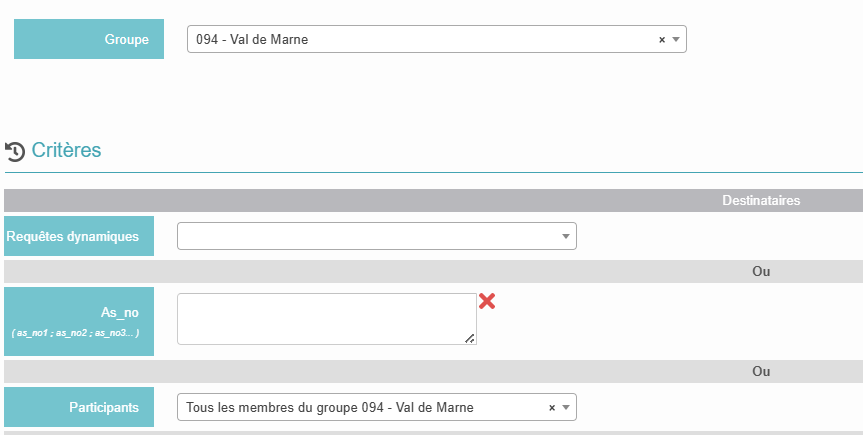 Groupe 094 - Val de Marne ×
Critères
Destinataires
Requêtes dynamiques
Ou
As_no
( as_no1 ; as_no2 ; as_no3... )
Ou
Participants Tous les membres du groupe 094 - Val de Marne ×